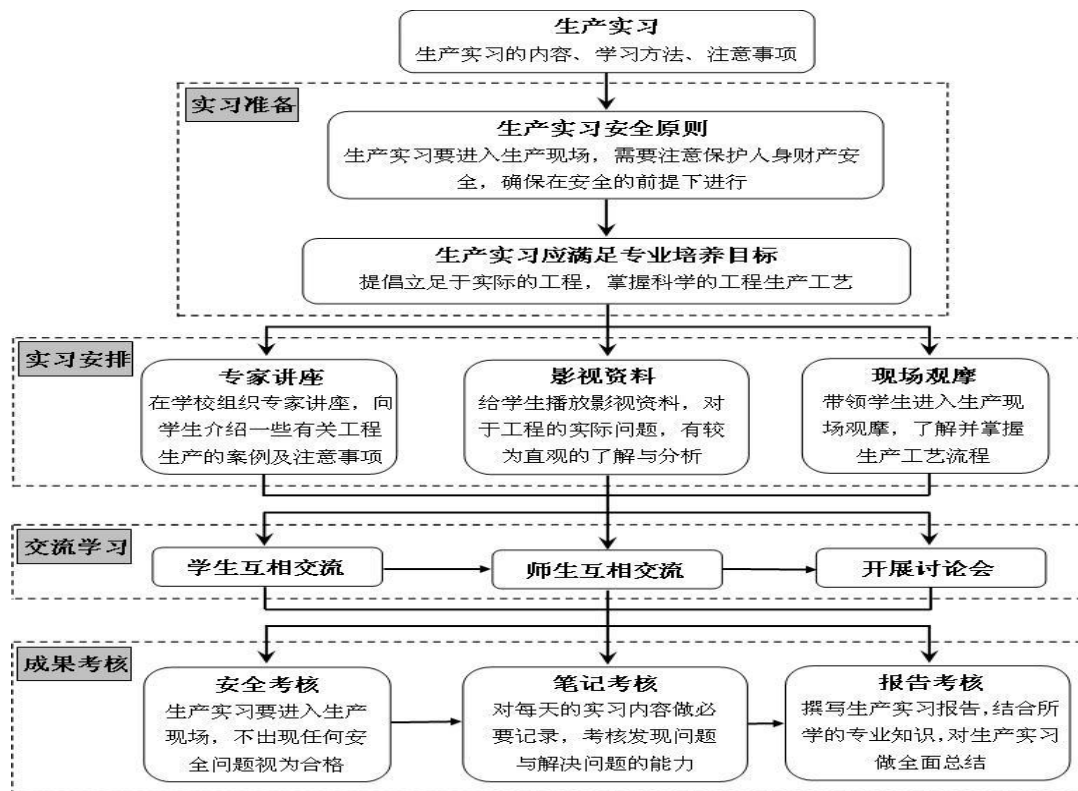 生产实习
生产实习的内容、学习方法、注意事项
实习准备
生产实习安全原则
生产实习要进入生产现场，需要注意保护人身财产安
全，确保在安全的前提下进行
生产实习应满足专业培养目标
提倡立足于实际的工程，掌握科学的工程生产工艺
实习安排
专家讲座
在学校组织专家讲座，向
学生介绍一些有关工程
生产的案例及注意事项
影视资料
给学生播放影视资料，对
于工程的实际问题，有较
为直观的了解与分析
现场观摩
带领学生进入生产现
场观摩，了解并掌握
生产工艺流程
交流学习
学生互相交流
师生互相交流
开展讨论会
成果考核
安全考核
生产实习要进入生产
现场，不出现任何安
全问题视为合格
笔记考核
对每天的实习内容做必
要记录，考核发现问题
与解决问题的能力
报告考核
撰写生产实习报告，结合所
学的专业知识，对生产实习
做全面总结